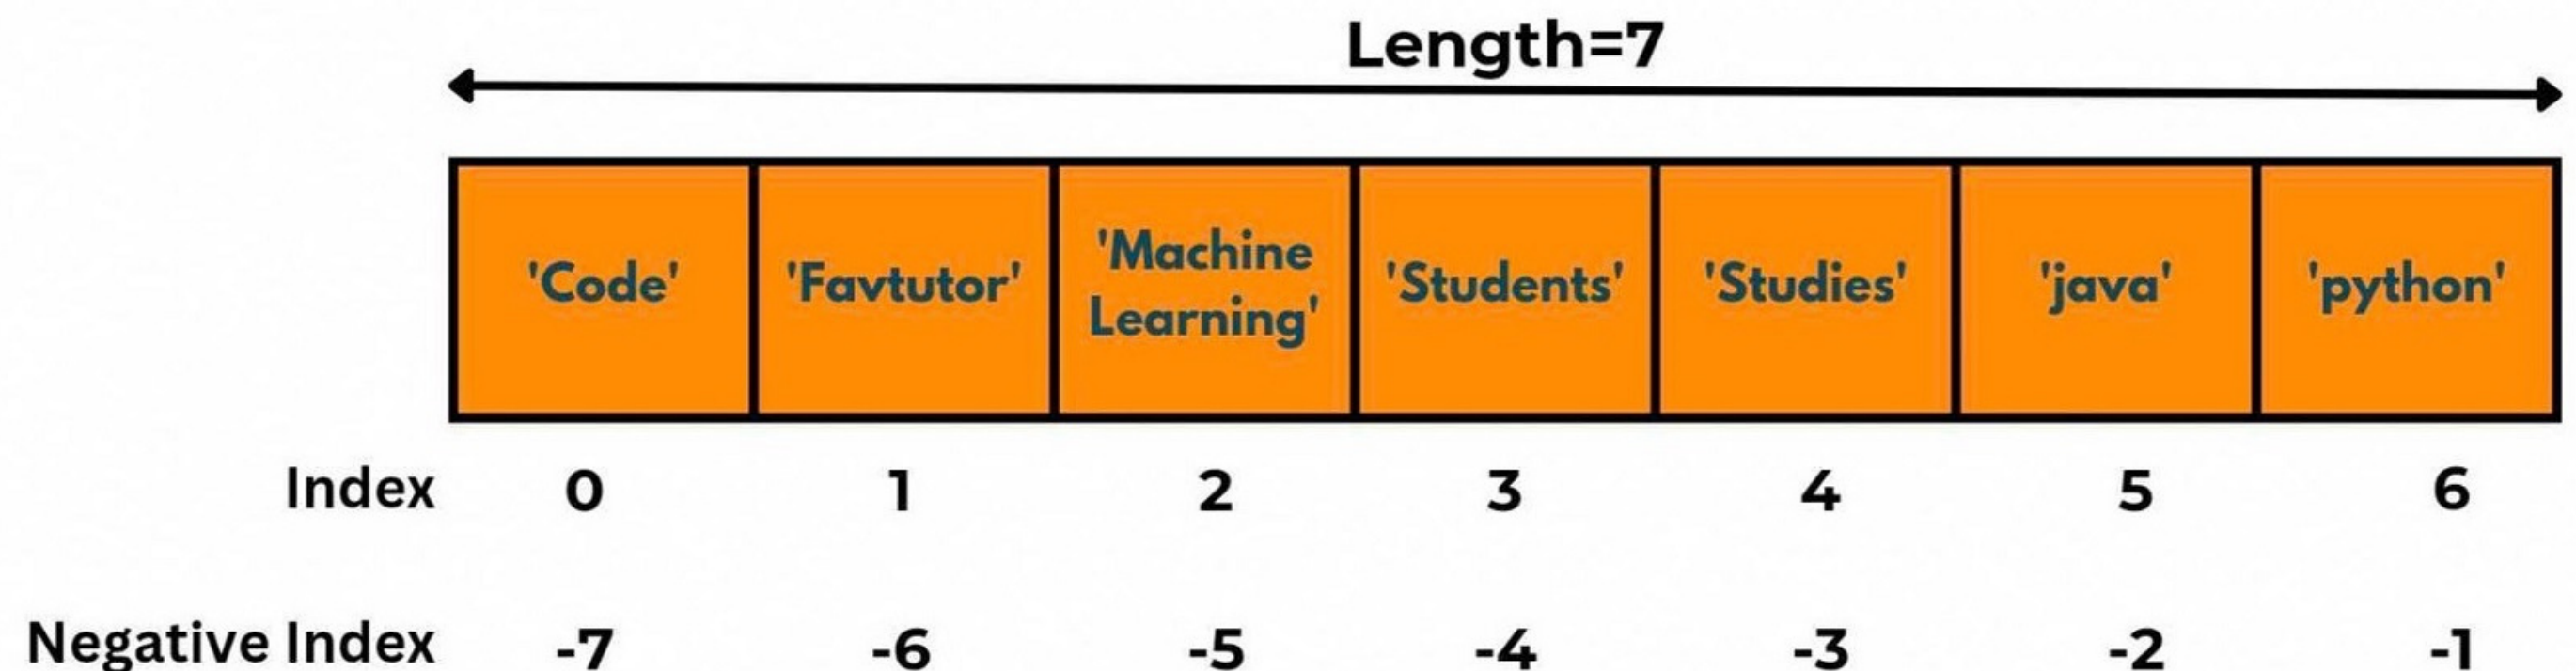 Length=7
'Code' 'Favtutor' 'Machine Learning' 'Students' 'Studies' 'java' 'python'
Index 0 1 2 3 4 5 6
Negative Index -7 -6 -5 -4 -3 -2 -1